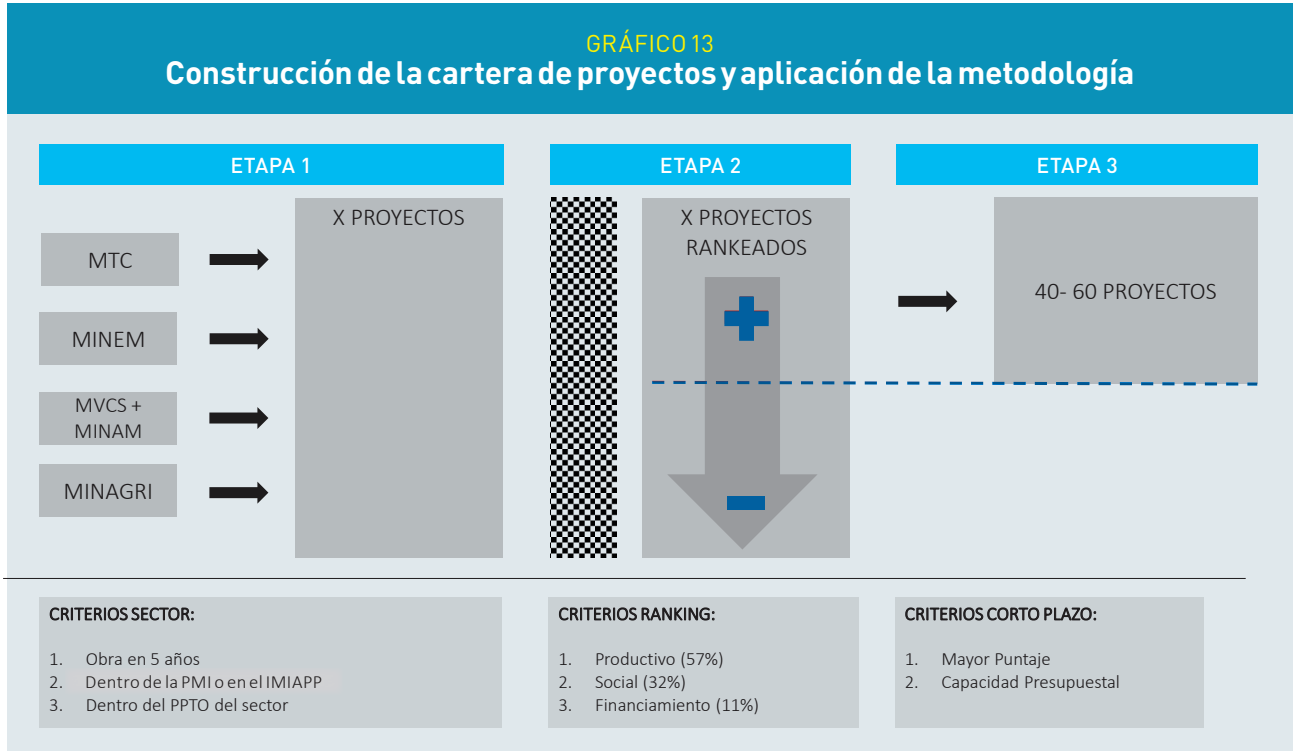 GRÁFICO 13
Construcción de la cartera de proyectos y aplicación de la metodología
ETAPA 1
MTC
MINEM
MVCS +
MINAM
MINAGRI
X PROYECTOS
ETAPA 2
X PROYECTOS
RANKEADOS
ETAPA 3
40- 60 PROYECTOS
CRITERIOS SECTOR:
1. Obra en 5 años
2. Dentro de la PMI o en el IMIAPP
3. Dentro del PPTO del sector
CRITERIOS RANKING:
1. Productivo (57%)
2. Social (32%)
3. Financiamiento (11%)
CRITERIOS CORTO PLAZO:
1. Mayor Puntaje
2. Capacidad Presupuestal